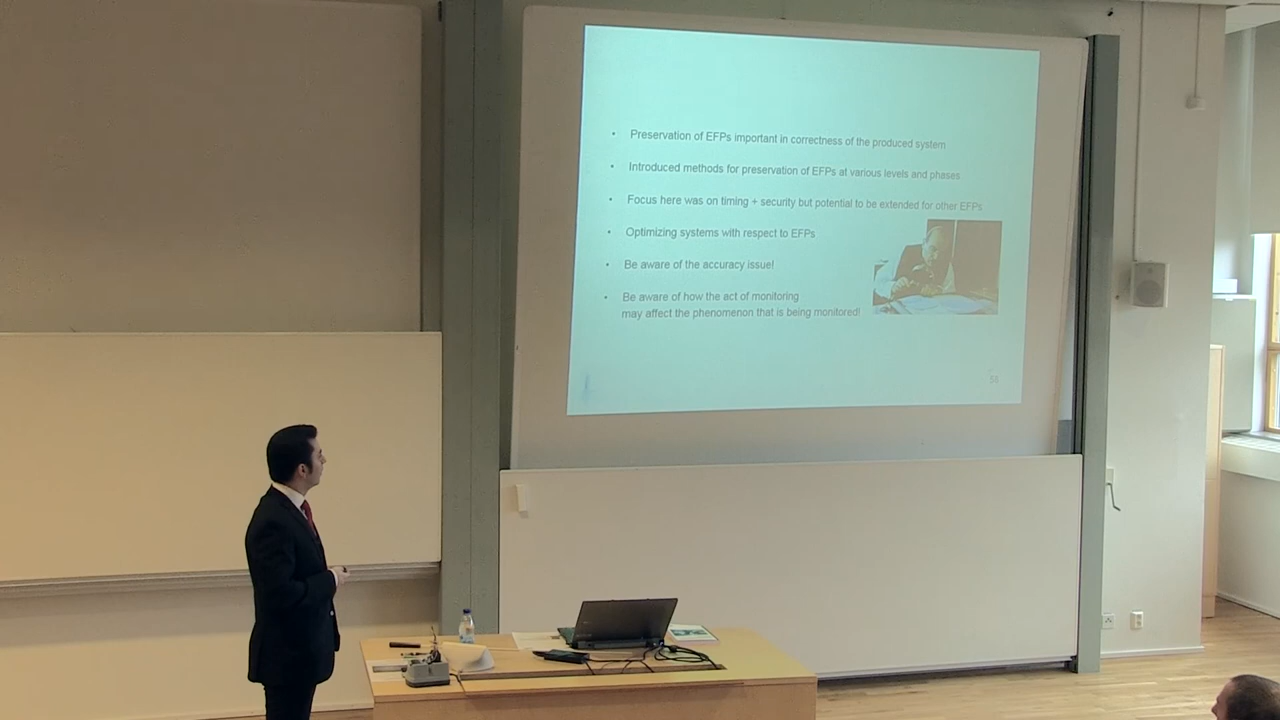 • Preservation of EFPs important in correctness of the produced system
• Introduced methods for preservation of EFPs at various levels and phases
• Focus here was on timing + security but potential to be extended for other EFPs
• Optimizing systems with respect to EFPs
• Be aware of the accuracy issue!
• Be aware of how the act of monitoring
may affect the phenomenon that is being monitored!